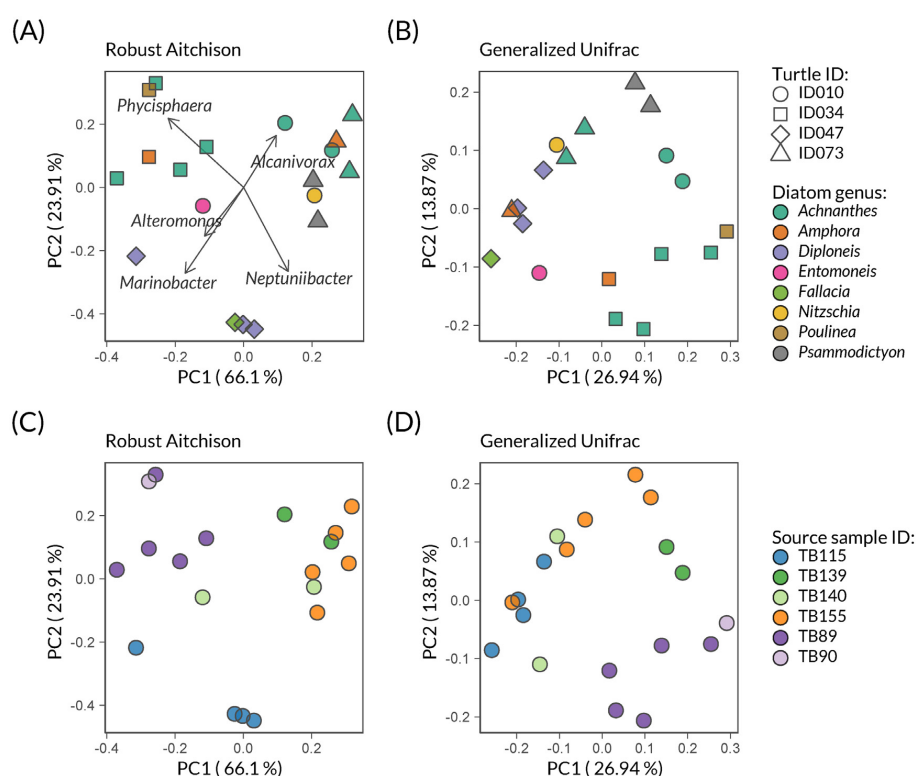 (A)
Robust Aitchison
Phycisphaera
Alcanivorax
Alteromonas
Marinobacter
Neptuniibacter
PC2 ( 23.91 %)
0.2
0.0
-0.2
-0.4
-0.4
-0.2
0.0
0.2
PC1 ( 66.1 %)
(B)
Generalized Unifrac
PC2 ( 13.87 %)
0.2
0.1
0.0
-0.1
-0.2
-0.2
-0.1
0.0
0.1
0.2
0.3
PC1 ( 26.94 %)
Turtle ID:
ID010
ID034
ID047
ID073
Diatom genus:
Achnanthes
Amphora
Diploneis
Entomoneis
Fallacia
Nitzschia
Poulinea
Psammodictyon
(C)
Robust Aitchison
PC2 ( 23.91 %)
0.2
0.0
-0.2
-0.4
-0.4
-0.2
0.0
0.2
PC1 ( 66.1 %)
(D)
Generalized Unifrac
PC2 ( 13.87 %)
0.2
0.1
0.0
-0.1
-0.2
-0.2
-0.1
0.0
0.1
0.2
0.3
PC1 ( 26.94 %)
Source sample ID:
TB115
TB139
TB140
TB155
TB89
TB90